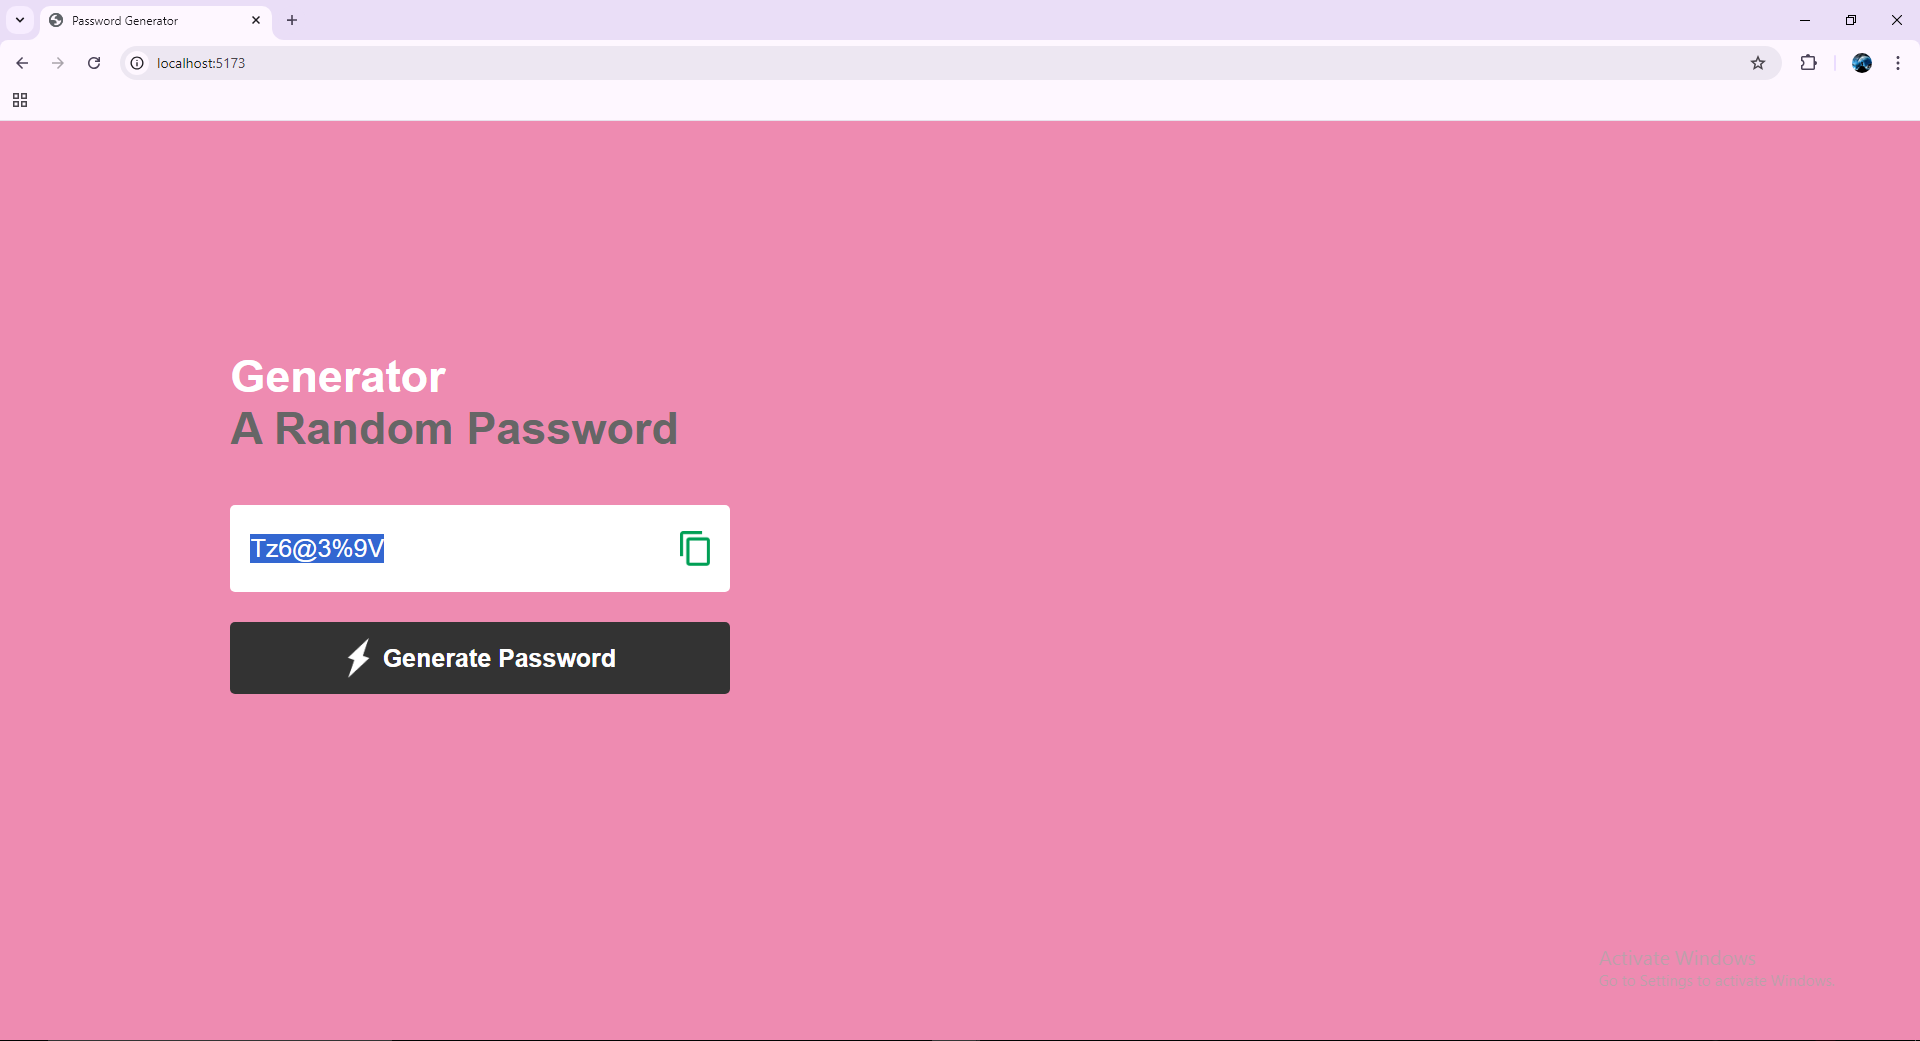 Password Generator
localhost:5173
Generator
A Random Password
Tz6@3%9V
Generate Password
Activate Windows
Go to Settings to activate Windows.